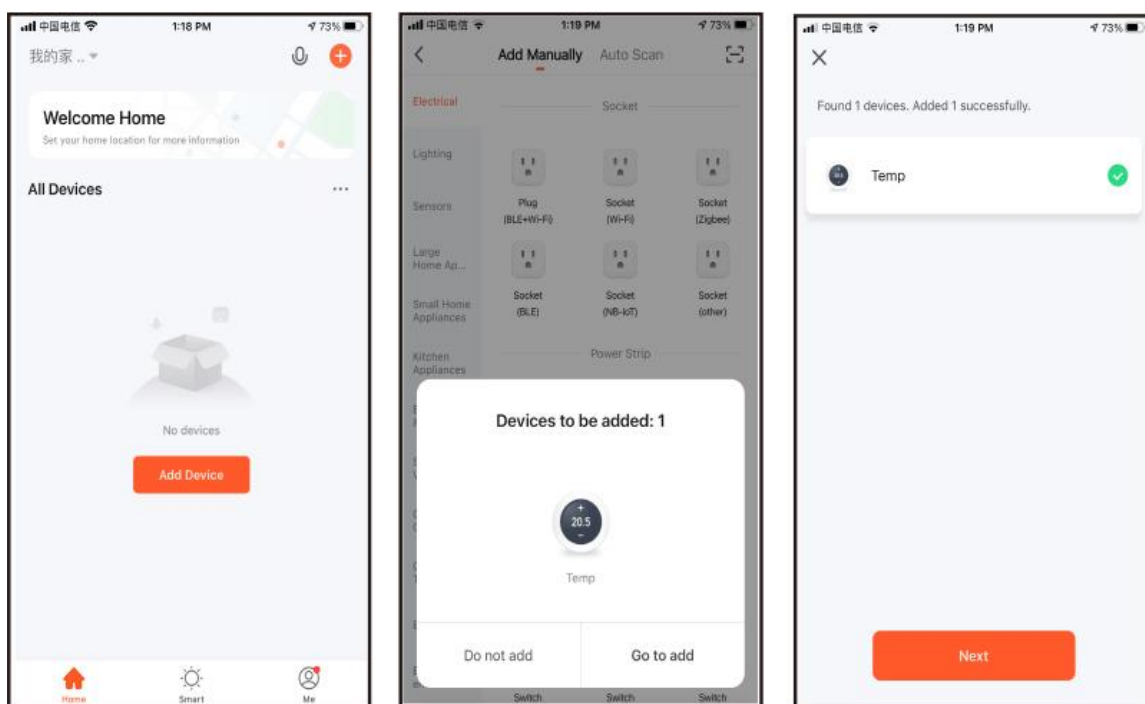 中国电信
1:18 PM
73%
我的家 ..
Welcome Home
Set your home location for more information
All Devices
No devices
Add Device
Home
Smart
Me
中国电信
1:19 PM
73%
Add Manually
Auto Scan
Electrical
Socket
Lighting
Sensors
Plug
(BLE+Wi-Fi)
Socket
(Wi-Fi)
Socket
(Zigbee)
Large
Home Ap...
Socket
(BLE)
Socket
(NB-IoT)
Socket
(other)
Small Home
Appliances
Power Strip
Kitchen
Appliances
Devices to be added: 1
20.5
Temp
Do not add
Go to add
Switch
Switch
Switch
中国电信
1:19 PM
73%
Found 1 devices. Added 1 successfully.
Temp
Next